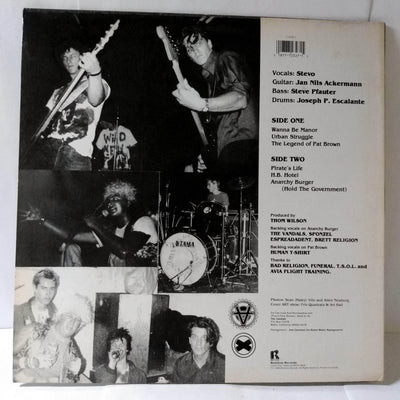 Vocals: Stevo
Guitar: Jan Nils Ackermann
Bass: Steve Pfauter
Drums: Joseph P. Escalante
SIDE ONE
Wanna Be Manor
Urban Struggle
The Legend of Pat Brown
SIDE TWO
Pirate's Life
H.B. Hotel
Anarchy Burger
(Hold The Government)
Produced by
THOM WILSON
Backing vocals on Anarchy Burger
THE VANDALS, SPONZEL
ESPREADADENT, BRETT RELIGION
Backing vocals on Pat Brown
HUMAN T-SHIRT
Thanks to
BAD RELIGION, FUNERAL, T.S.O.L. and
AVIA FLIGHT TRAINING.
TAMA